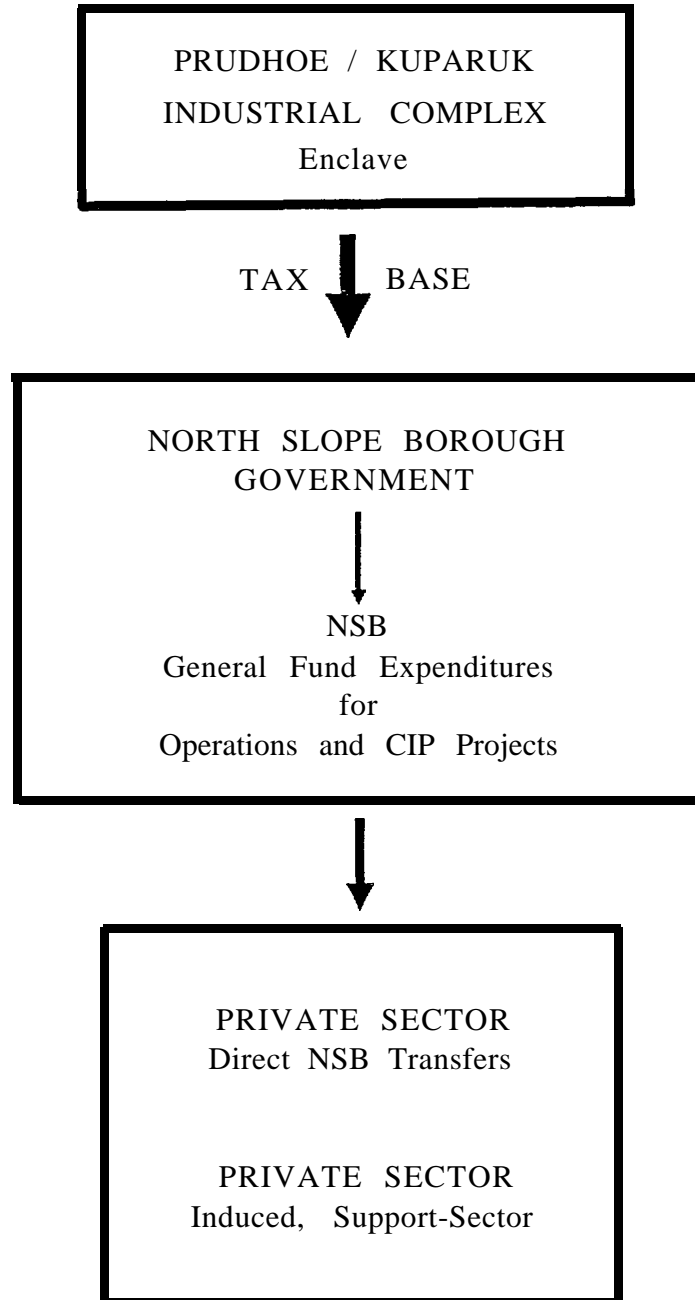 PRUDHOE / KUPARUK
INDUSTRIAL COMPLEX
Enclave
TAX BASE
NORTH SLOPE BOROUGH
GOVERNMENT
NSB
General Fund Expenditures
for
Operations and CIP Projects
PRIVATE SECTOR
Direct NSB Transfers
PRIVATE SECTOR
Induced, Support-Sector